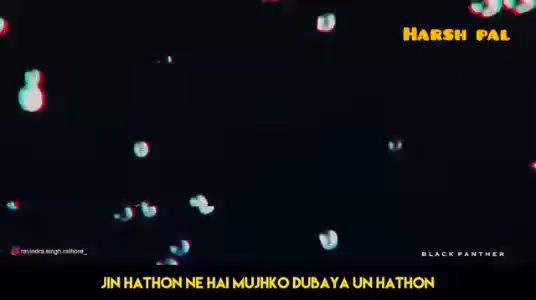 HARSH PAL
ravindra.singh.rathore_
BLACK PANTHER
JIN HATHON NE HAI MUJHKO DUBAYA UN HATHON